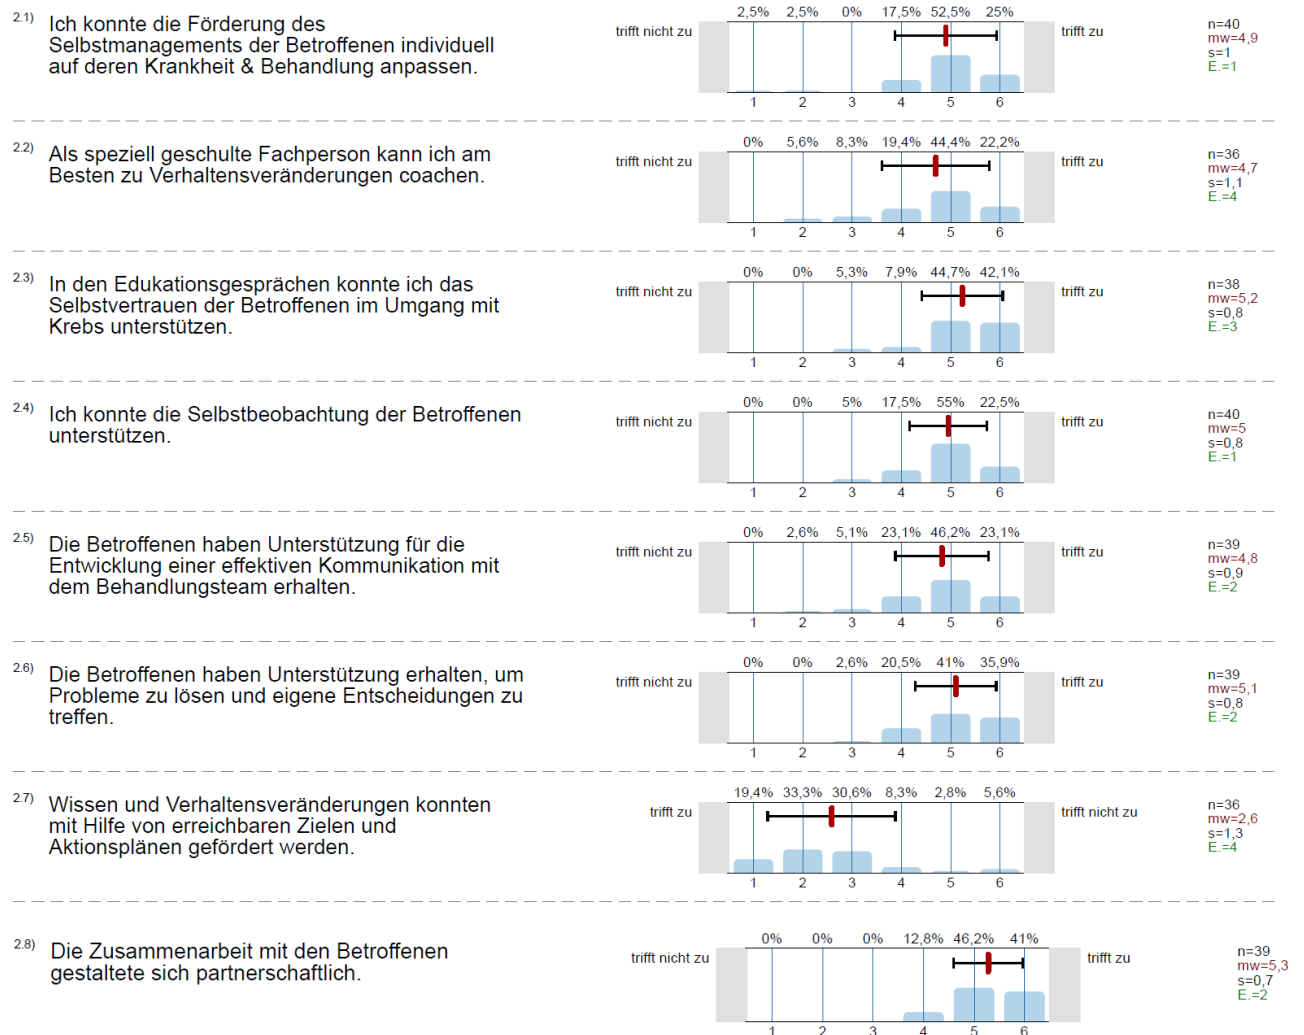 2.1) Ich konnte die Förderung des
Selbstmanagements der Betroffenen individuell
auf deren Krankheit & Behandlung anpassen.
2,5% 2,5% 0% 17,5% 52,5% 25%
trifft nicht zu trifft zu
1 2 3 4 5 6
n=40
mw=4,9
s=1
E.=1
2.2) Als speziell geschulte Fachperson kann ich am
Besten zu Verhaltensveränderungen coachen.
0% 5,6% 8,3% 19,4% 44,4% 22,2%
trifft nicht zu trifft zu
1 2 3 4 5 6
n=36
mw=4,7
s=1,1
E.=4
2.3) In den Edukationsgesprächen konnte ich das
Selbstvertrauen der Betroffenen im Umgang mit
Krebs unterstützen.
0% 0% 5,3% 7,9% 44,7% 42,1%
trifft nicht zu trifft zu
1 2 3 4 5 6
n=38
mw=5,2
s=0,8
E.=3
2.4) Ich konnte die Selbstbeobachtung der Betroffenen
unterstützen.
0% 0% 5% 17,5% 55% 22,5%
trifft nicht zu trifft zu
1 2 3 4 5 6
n=40
mw=5
s=0,8
E.=1
2.5) Die Betroffenen haben Unterstützung für die
Entwicklung einer effektiven Kommunikation mit
dem Behandlungsteam erhalten.
0% 2,6% 5,1% 23,1% 46,2% 23,1%
trifft nicht zu trifft zu
1 2 3 4 5 6
n=39
mw=4,8
s=0,9
E.=2
2.6) Die Betroffenen haben Unterstützung erhalten, um
Probleme zu lösen und eigene Entscheidungen zu
treffen.
0% 0% 2,6% 20,5% 41% 35,9%
trifft nicht zu trifft zu
1 2 3 4 5 6
n=39
mw=5,1
s=0,8
E.=2
2.7) Wissen und Verhaltensveränderungen konnten
mit Hilfe von erreichbaren Zielen und
Aktionsplänen gefördert werden.
19,4% 33,3% 30,6% 8,3% 2,8% 5,6%
trifft zu trifft nicht zu
1 2 3 4 5 6
n=36
mw=2,6
s=1,3
E.=4
2.8) Die Zusammenarbeit mit den Betroffenen
gestaltete sich partnerschaftlich.
0% 0% 0% 12,8% 46,2% 41%
trifft nicht zu trifft zu
1 2 3 4 5 6
n=39
mw=5,3
s=0,7
E.=2